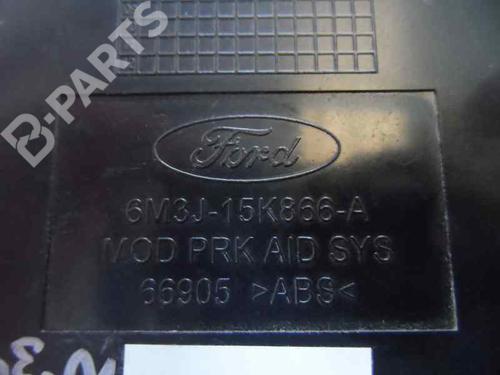 B-PARTS
Ford
6M3J-15K866-A
MOD PRK AID SYS
66905 >ABS<